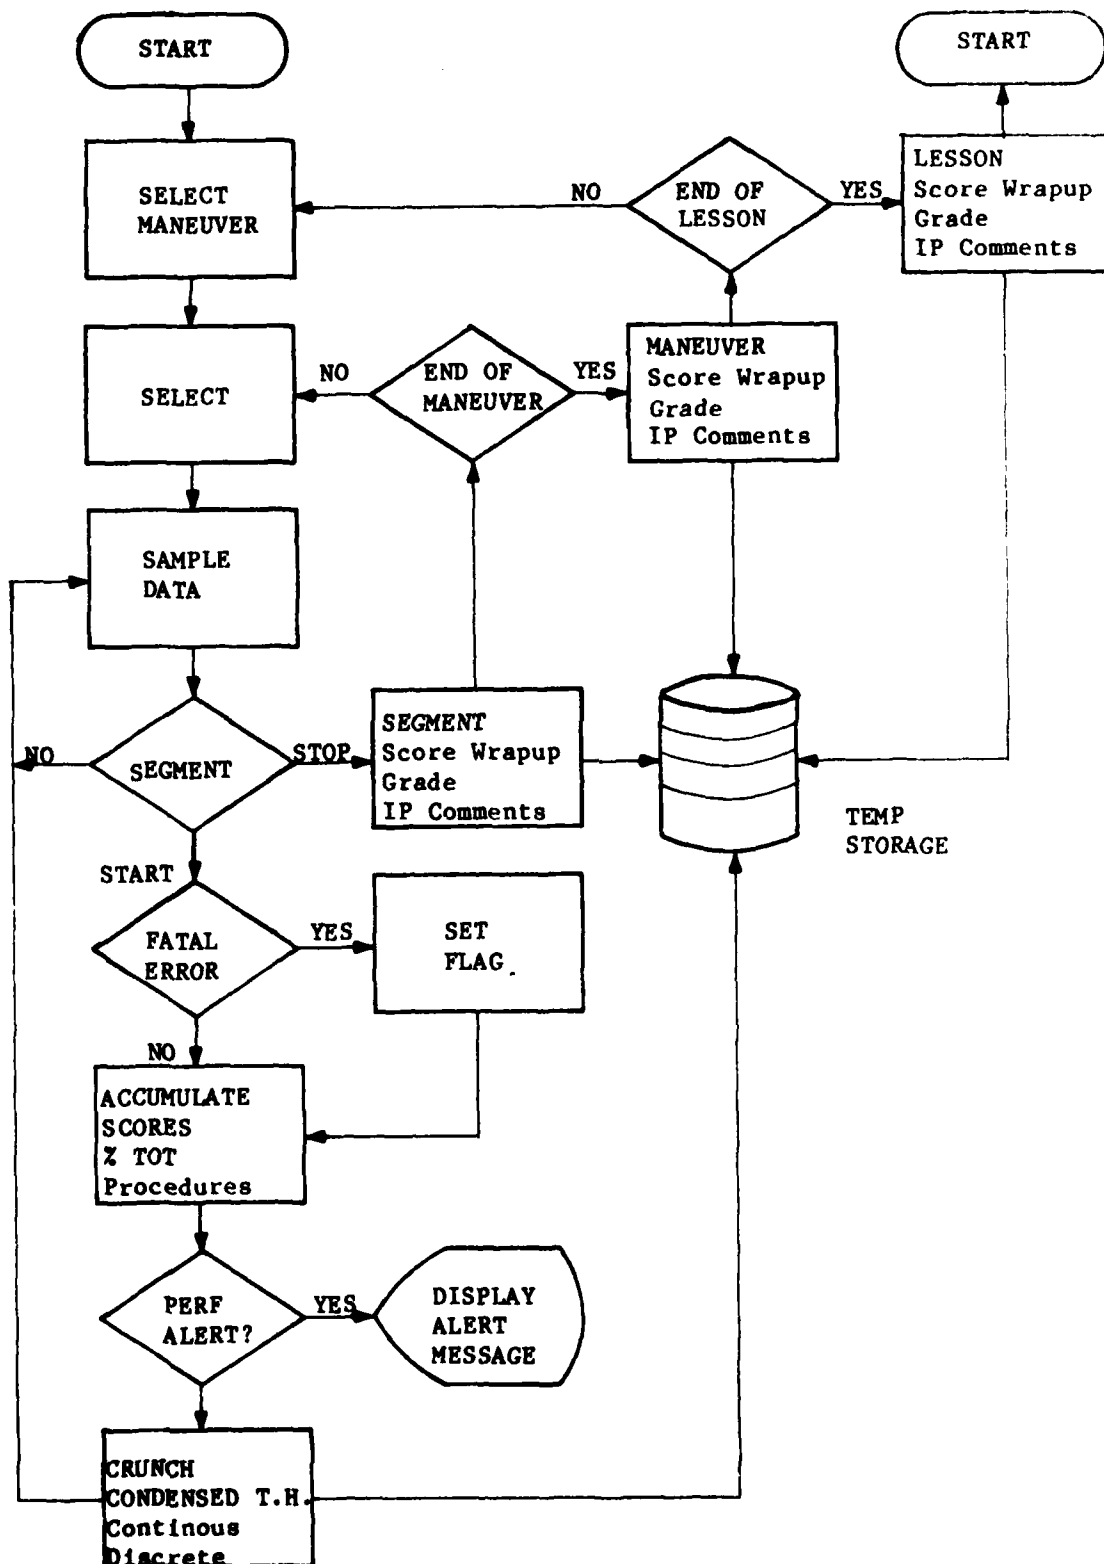 START
START
SELECT
MANEUVER
NO
END OF
LESSON
YES
LESSON
Score Wrapup
Grade
IP Comments
SELECT
NO
END OF
MANEUVER
YES
MANEUVER
Score Wrapup
Grade
IP Comments
SAMPLE
DATA
NO
SEGMENT
STOP
SEGMENT
Score Wrapup
Grade
IP Comments
TEMP
STORAGE
START
FATAL
ERROR
YES
SET
FLAG
NO
ACCUMULATE
SCORES
% TOT
Procedures
PERF
ALERT?
YES
DISPLAY
ALERT
MESSAGE
CRUNCH
CONDENSED T.H.
Continous
Discrete